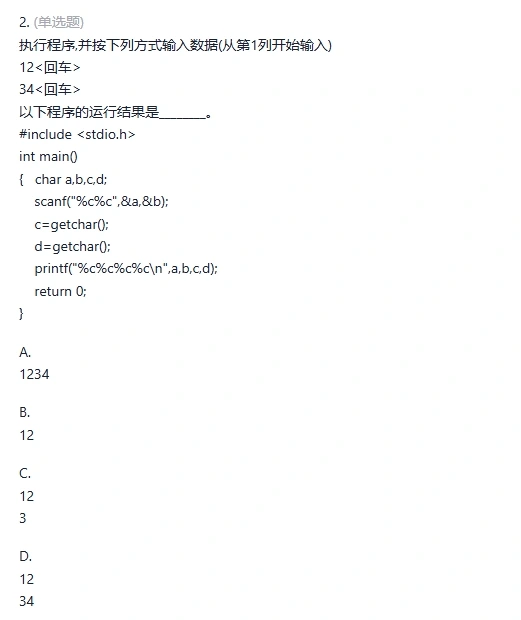 2. (单选题)
执行程序,并按下列方式输入数据(从第1列开始输入)
12<回车>
34<回车>
以下程序的运行结果是________。
#include <stdio.h>
int main()
{   char a,b,c,d;
scanf("%c%c",&a,&b);
c=getchar();
d=getchar();
printf("%c%c%c%c\n",a,b,c,d);
return 0;
}
A.
1234
B.
12
C.
12
3
D.
12
34